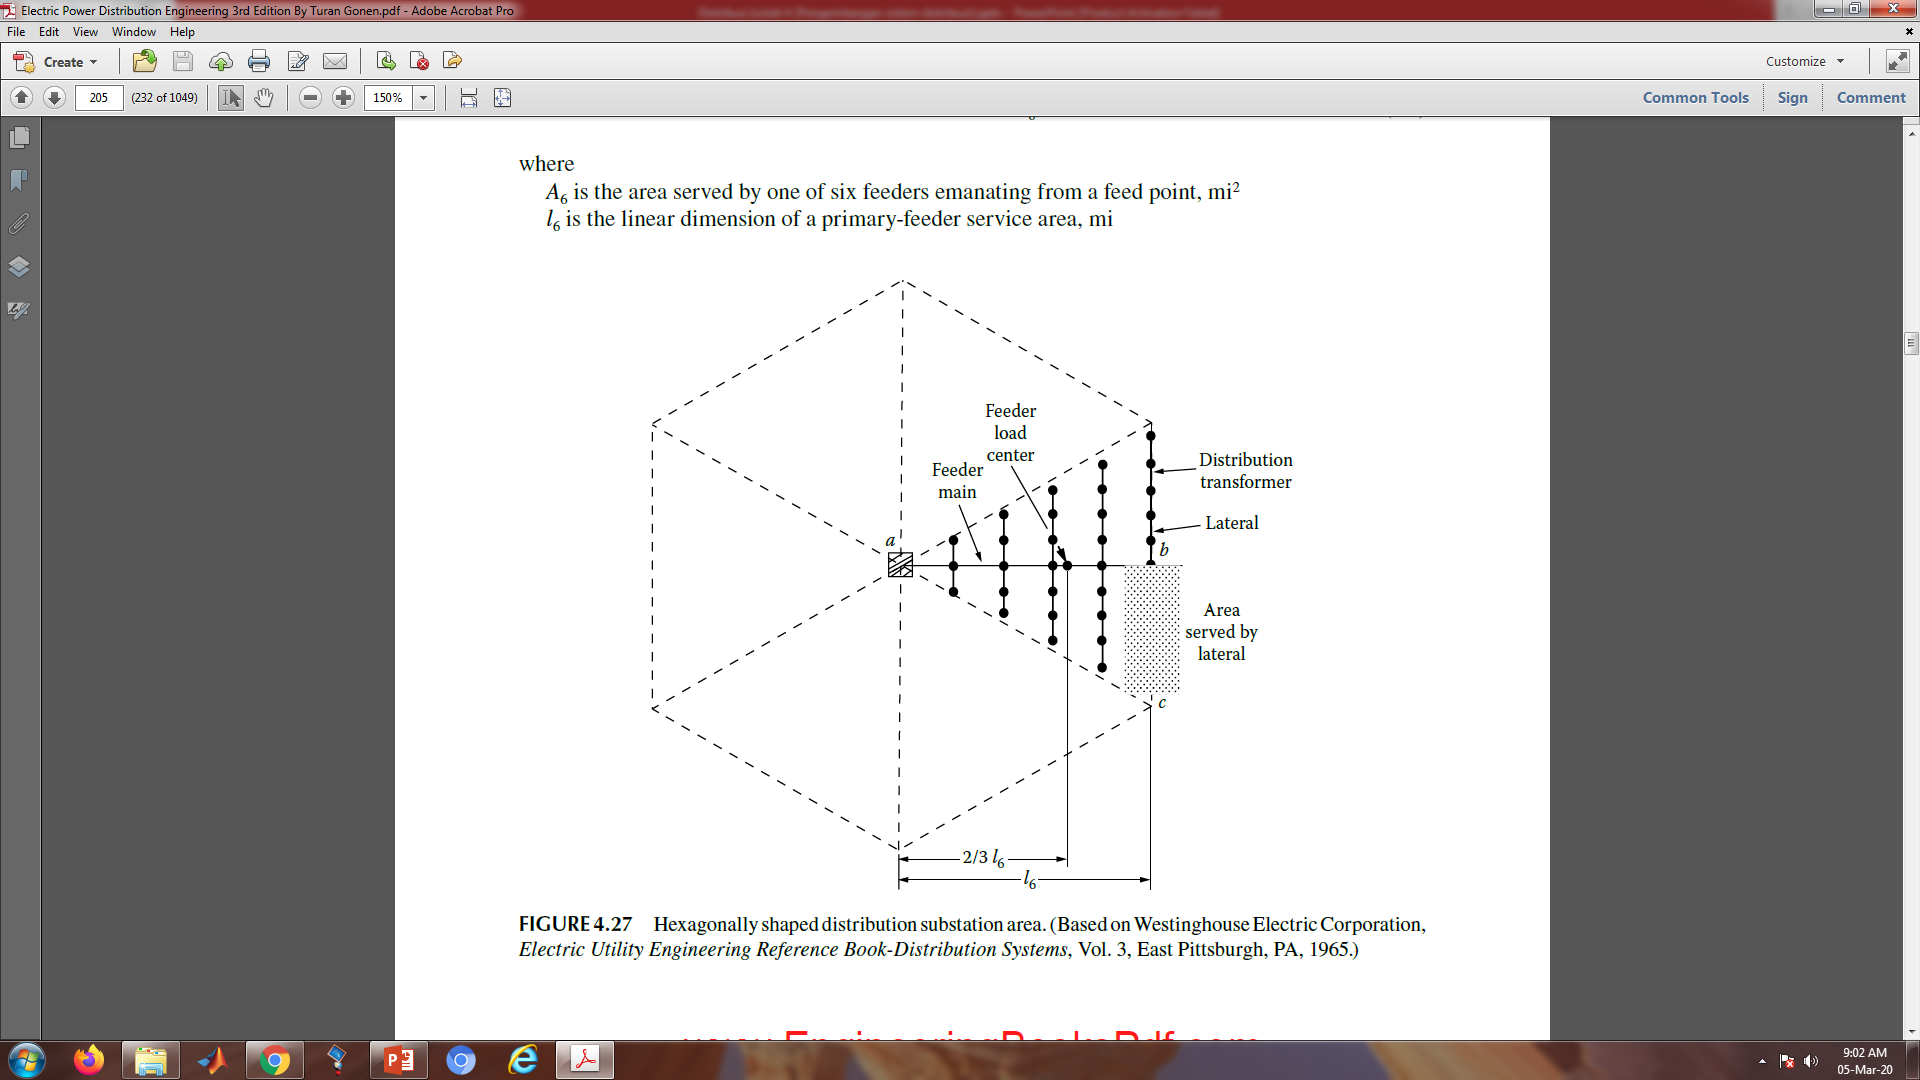 Electric Power Distribution Engineering 3rd Edition By Turan Gonen.pdf - Adobe Acrobat Pro
File Edit View Window Help
Create
Customize
205 (232 of 1049) 150%
Common Tools Sign Comment
where
A6 is the area served by one of six feeders emanating from a feed point, mi²
l6 is the linear dimension of a primary-feeder service area, mi
Feeder
load
center
Feeder
main
Distribution
transformer
Lateral
a
b
Area
served by
lateral
c
2/3 l6
l6
FIGURE 4.27 Hexagonally shaped distribution substation area. (Based on Westinghouse Electric Corporation,
Electric Utility Engineering Reference Book-Distribution Systems, Vol. 3, East Pittsburgh, PA, 1965.)
9:02 AM
05-Mar-20